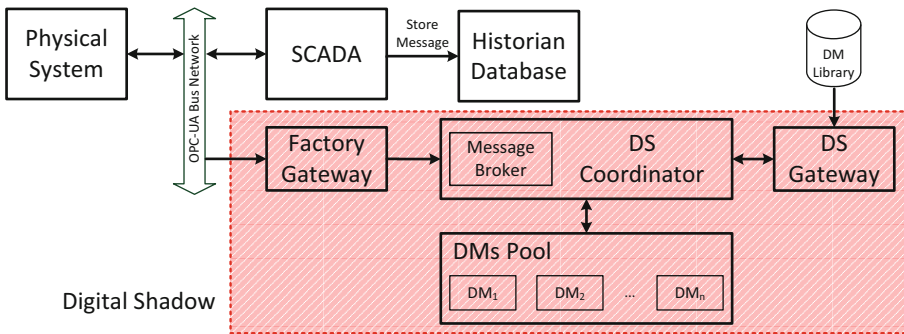 Physical
System
OPC-UA Bus Network
SCADA
Store
Message
Historian
Database
DM
Library
Factory
Gateway
Message
Broker
DS
Coordinator
DS
Gateway
DMs Pool
DM₁
DM₂
...
DMₙ
Digital Shadow